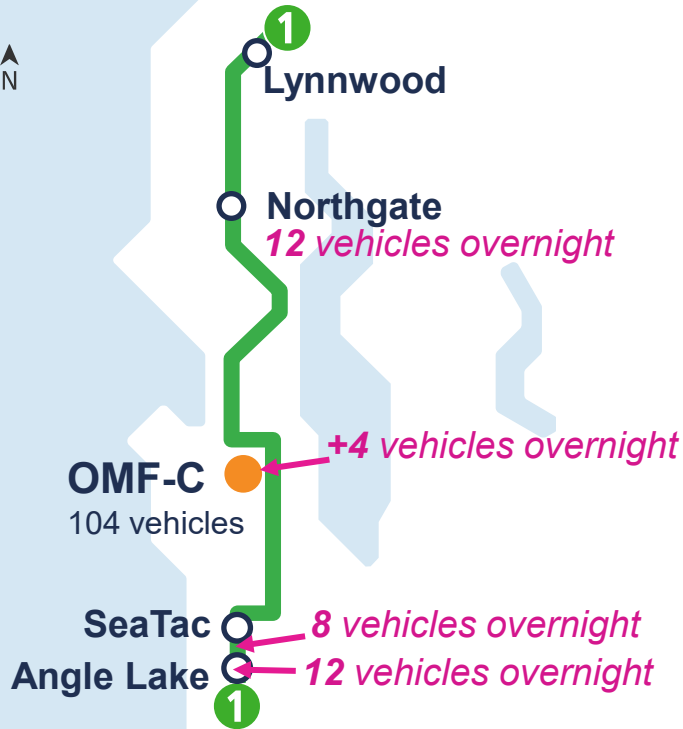 1
N
Lynnwood
Northgate
12 vehicles overnight
+4 vehicles overnight
OMF-C
104 vehicles
SeaTac
8 vehicles overnight
Angle Lake
12 vehicles overnight
1